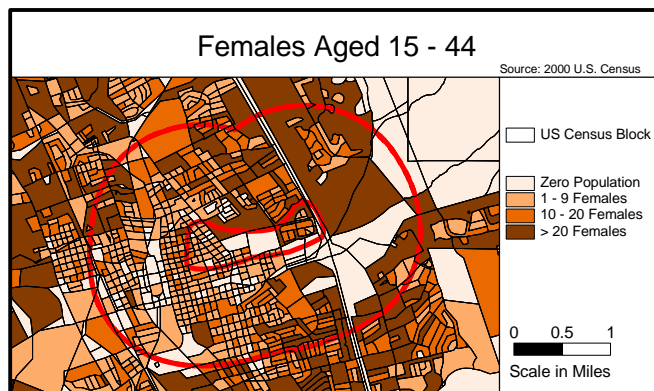 Females Aged 15 - 44
Source: 2000 U.S. Census
US Census Block
Zero Population
1 - 9 Females
10 - 20 Females
> 20 Females
0 0.5 1
Scale in Miles